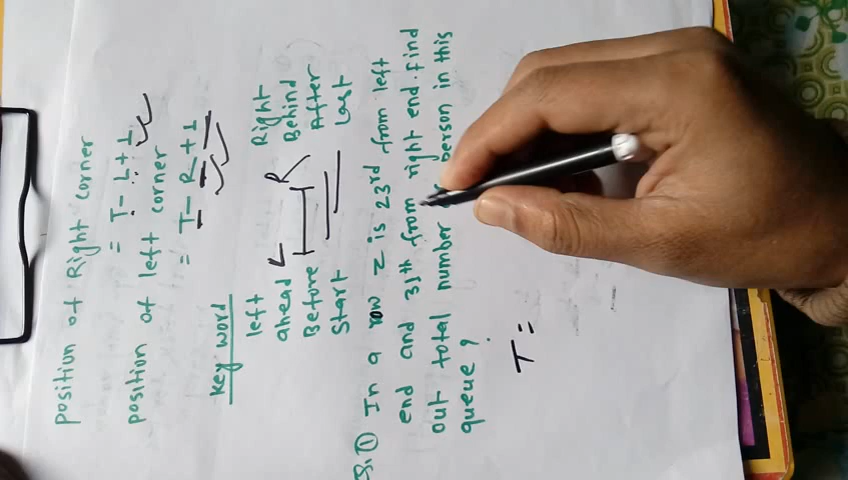 position of Right corner
= T - L + 1
position of left corner
= T - R + 1
Key word
left Right
ahead L R Behind
Before After
Start Last
Q.① In a row Z is 23rd from left
end and 31th from right end. find
out total number person in this
queue?
T =